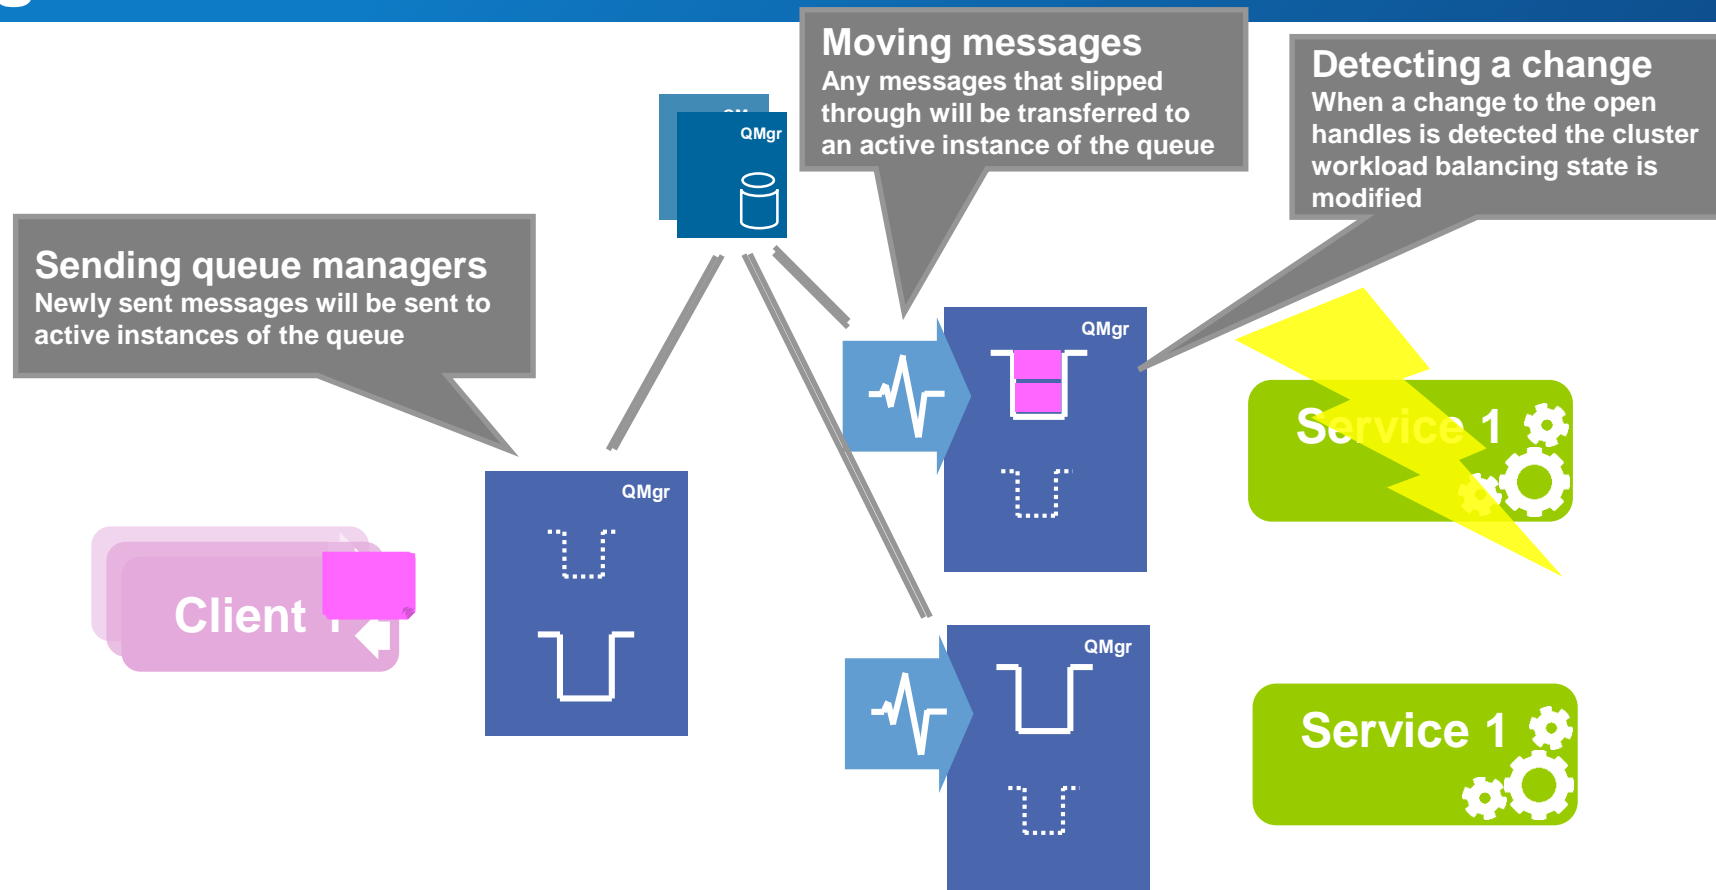 Moving messages
Any messages that slipped
through will be transferred to
an active instance of the queue
Detecting a change
When a change to the open
handles is detected the cluster
workload balancing state is
modified
QMgr
Sending queue managers
Newly sent messages will be sent to
active instances of the queue
QMgr
QMgr
Service 1
Client 1
QMgr
Service 1